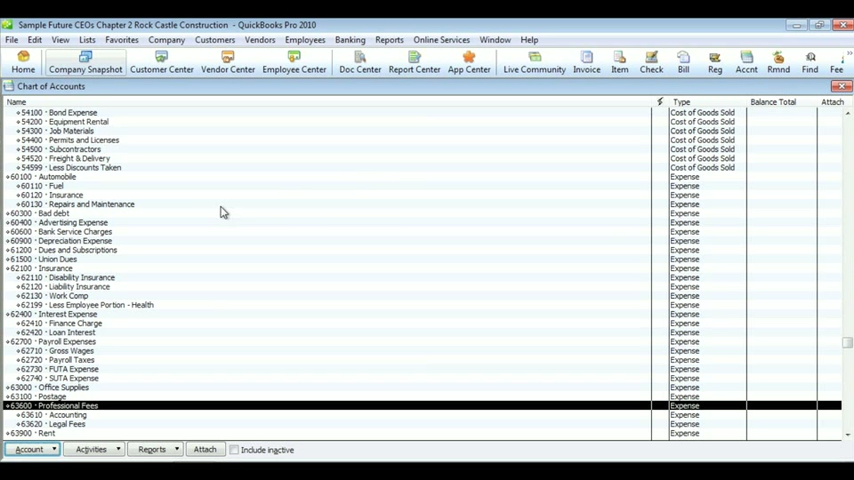 Sample Future CEOs Chapter 2 Rock Castle Construction - QuickBooks Pro 2010
File Edit View Lists Favorites Company Customers Vendors Employees Banking Reports Online Services Window Help
Home Company Snapshot Customer Center Vendor Center Employee Center Doc Center Report Center App Center Live Community Invoice Item Check Bill Reg Accnt Rmnd Find Fee
Chart of Accounts
Name Type Balance Total Attach
54100 · Bond Expense Cost of Goods Sold
54200 · Equipment Rental Cost of Goods Sold
54300 · Job Materials Cost of Goods Sold
54400 · Permits and Licenses Cost of Goods Sold
54500 · Subcontractors Cost of Goods Sold
54520 · Freight & Delivery Cost of Goods Sold
54599 · Less Discounts Taken Cost of Goods Sold
60100 · Automobile Expense
60110 · Fuel Expense
60120 · Insurance Expense
60130 · Repairs and Maintenance Expense
60300 · Bad debt Expense
60400 · Advertising Expense Expense
60600 · Bank Service Charges Expense
60900 · Depreciation Expense Expense
61200 · Dues and Subscriptions Expense
61500 · Union Dues Expense
62100 · Insurance Expense
62110 · Disability Insurance Expense
62120 · Liability Insurance Expense
62130 · Work Comp Expense
62199 · Less Employee Portion - Health Expense
62400 · Interest Expense Expense
62410 · Finance Charge Expense
62420 · Loan Interest Expense
62700 · Payroll Expenses Expense
62710 · Gross Wages Expense
62720 · Payroll Taxes Expense
62730 · FUTA Expense Expense
62740 · SUTA Expense Expense
63000 · Office Supplies Expense
63100 · Postage Expense
63600 · Professional Fees Expense
63610 · Accounting Expense
63620 · Legal Fees Expense
63900 · Rent Expense
Account Activities Reports Attach Include inactive